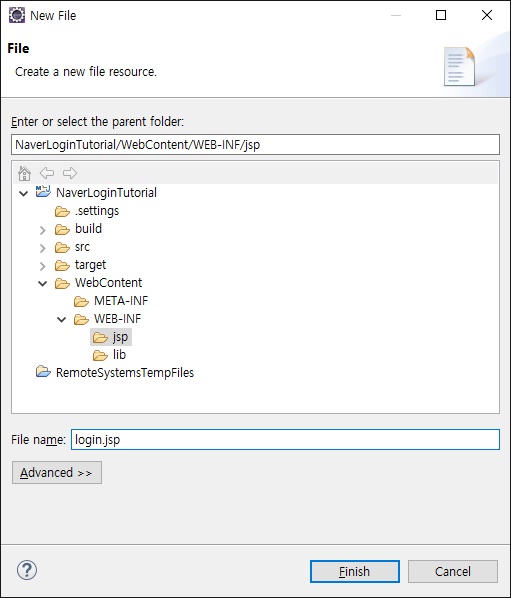 New File
File
Create a new file resource.
Enter or select the parent folder:
NaverLoginTutorial/WebContent/WEB-INF/jsp
NaverLoginTutorial
.settings
build
src
target
WebContent
META-INF
WEB-INF
jsp
lib
RemoteSystemsTempFiles
File name: login.jsp
Advanced >>
? Finish Cancel